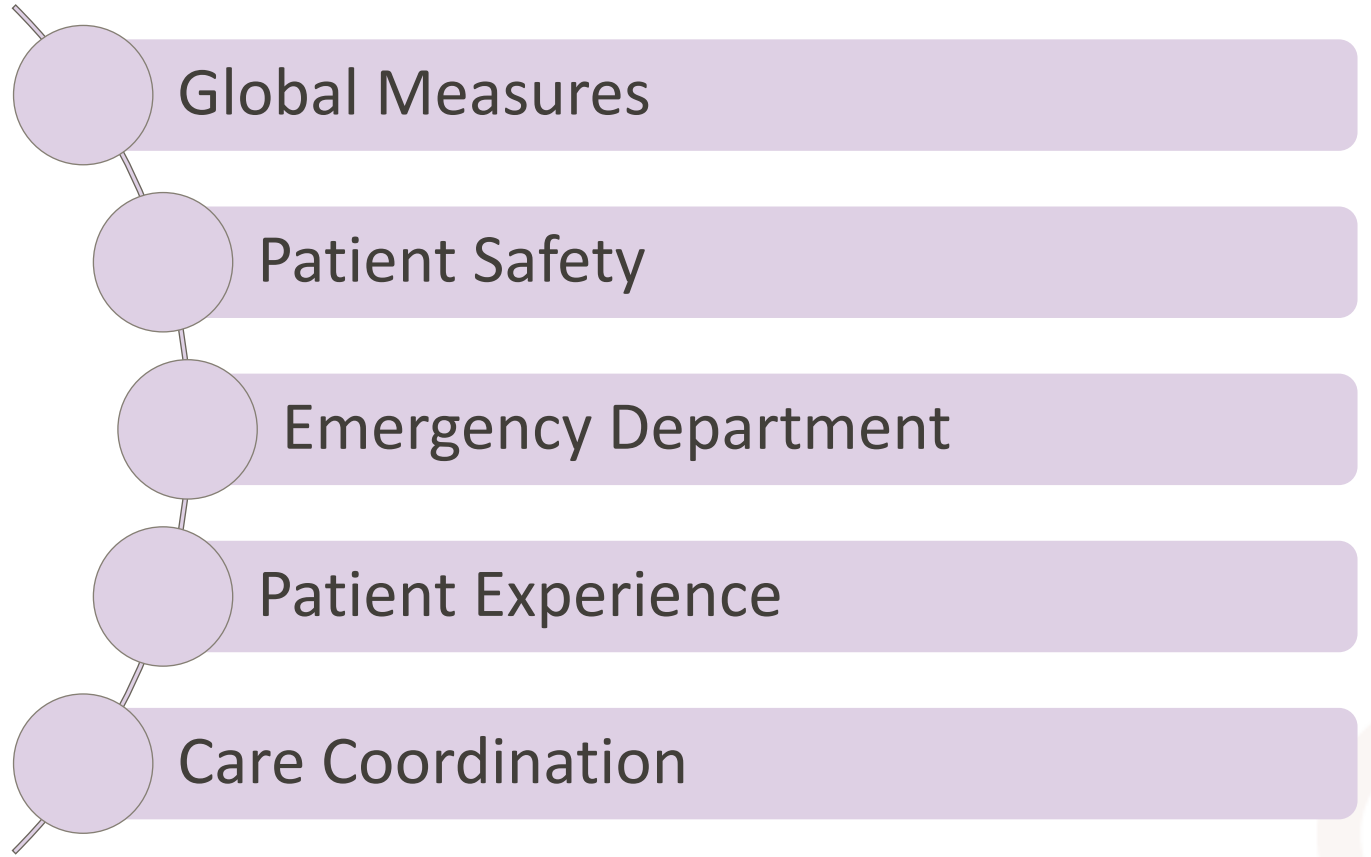 Global Measures
Patient Safety
Emergency Department
Patient Experience
Care Coordination